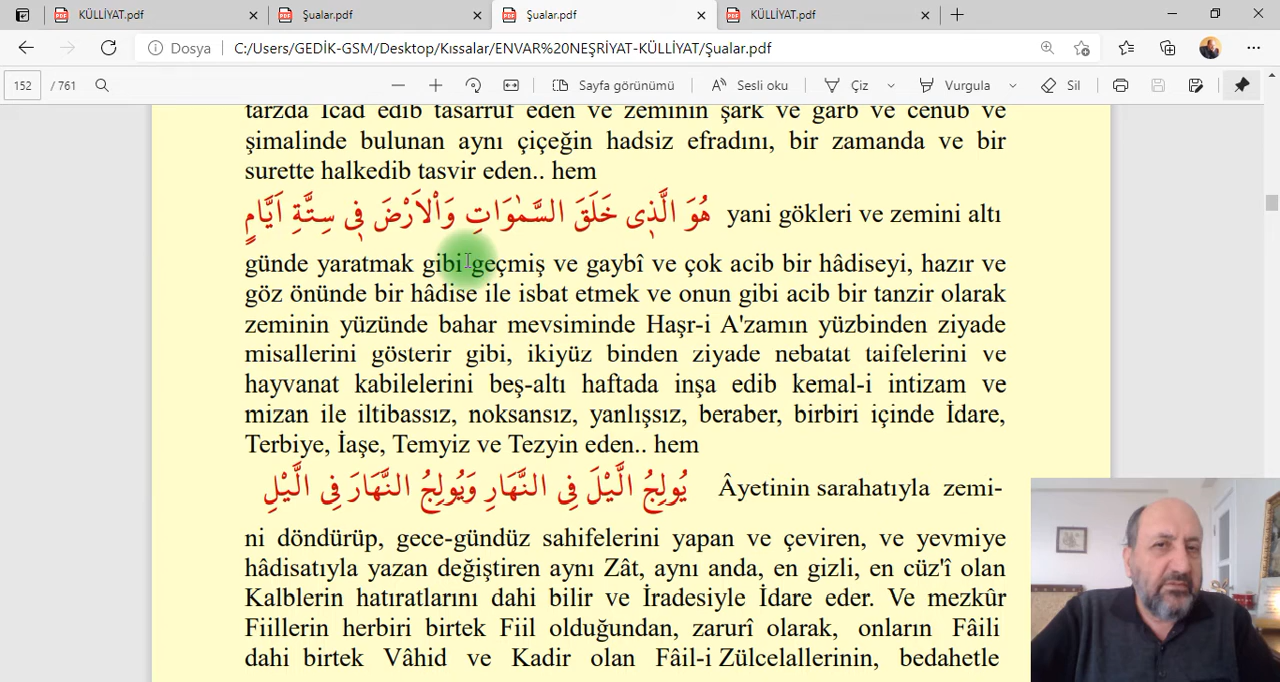 KÜLLİYAT.pdf
Şualar.pdf
Şualar.pdf
KÜLLİYAT.pdf
Dosya
C:/Users/GEDİK-GSM/Desktop/Kıssalar/ENVAR%20NEŞRİYAT-KÜLLİYAT/Şualar.pdf
152 / 761
Sayfa görünümü
Sesli oku
Çiz
Vurgula
Sil
tarzda İcad edib tasarruf eden ve zeminin şark ve garb ve cenub ve
şimalinde bulunan aynı çiçeğin hadsiz efradını, bir zamanda ve bir
surette halkedib tasvir eden.. hem
هُوَ الَّذ۪ى خَلَقَ السَّمٰوَاتِ وَاْلاَرْضَ ف۪ى سِتَّةِ اَيَّامٍ yani gökleri ve zemini altı
günde yaratmak gibi geçmiş ve gaybî ve çok acib bir hâdiseyi, hazır ve
göz önünde bir hâdise ile isbat etmek ve onun gibi acib bir tanzir olarak
zeminin yüzünde bahar mevsiminde Haşr-i A'zamın yüzbinden ziyade
misallerini gösterir gibi, ikiyüz binden ziyade nebatat taifelerini ve
hayvanat kabilelerini beş-altı haftada inşa edib kemal-i intizam ve
mizan ile iltibassız, noksansız, yanlışsız, beraber, birbiri içinde İdare,
Terbiye, İaşe, Temyiz ve Tezyin eden.. hem
يُولِجُ الَّيْلَ فِى النَّهَارِ وَيُولِجُ النَّهَارَ فِى الَّيْلِ Âyetinin sarahatıyla zemi-
ni döndürüp, gece-gündüz sahifelerini yapan ve çeviren, ve yevmiye
hâdisatıyla yazan değiştiren aynı Zât, aynı anda, en gizli, en cüz'î olan
Kalblerin hatıratlarını dahi bilir ve İradesiyle İdare eder. Ve mezkûr
Fiillerin herbiri birtek Fiil olduğundan, zarurî olarak, onların Fâili
dahi birtek Vâhid ve Kadir olan Fâil-i Zülcelallerinin, bedahetle